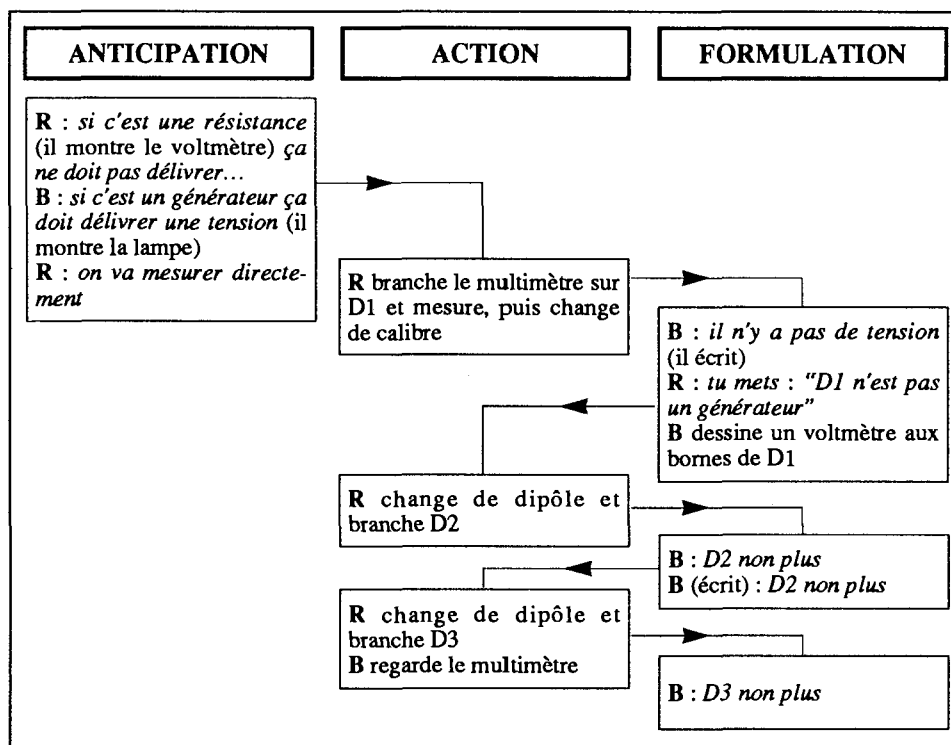 ANTICIPATION
ACTION
FORMULATION
R : si c'est une résistance
(il montre le voltmètre) ça
ne doit pas délivrer...
B : si c'est un générateur ça
doit délivrer une tension (il
montre la lampe)
R : on va mesurer directe-
ment
R branche le multimètre sur
D1 et mesure, puis change
de calibre
B : il n'y a pas de tension
(il écrit)
R : tu mets : "D1 n'est pas
un générateur"
B dessine un voltmètre aux
bornes de D1
R change de dipôle et
branche D2
B : D2 non plus
B (écrit) : D2 non plus
R change de dipôle et
branche D3
B regarde le multimètre
B : D3 non plus